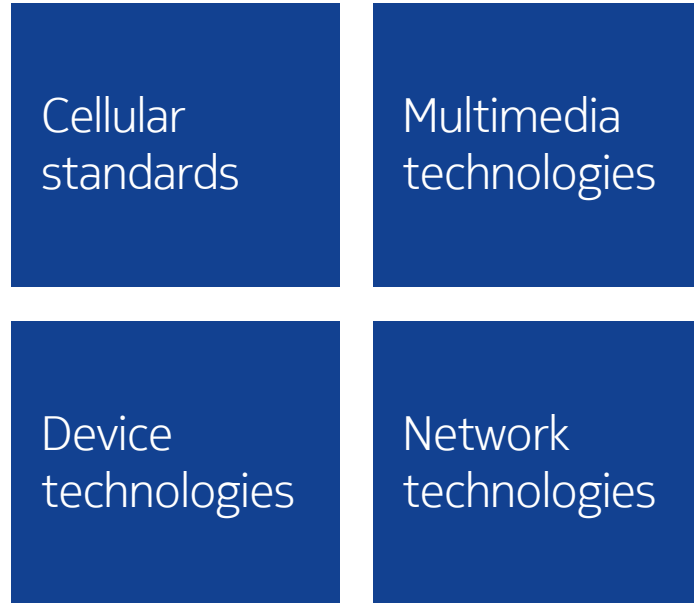 Cellular
standards
Multimedia
technologies
Device
technologies
Network
technologies